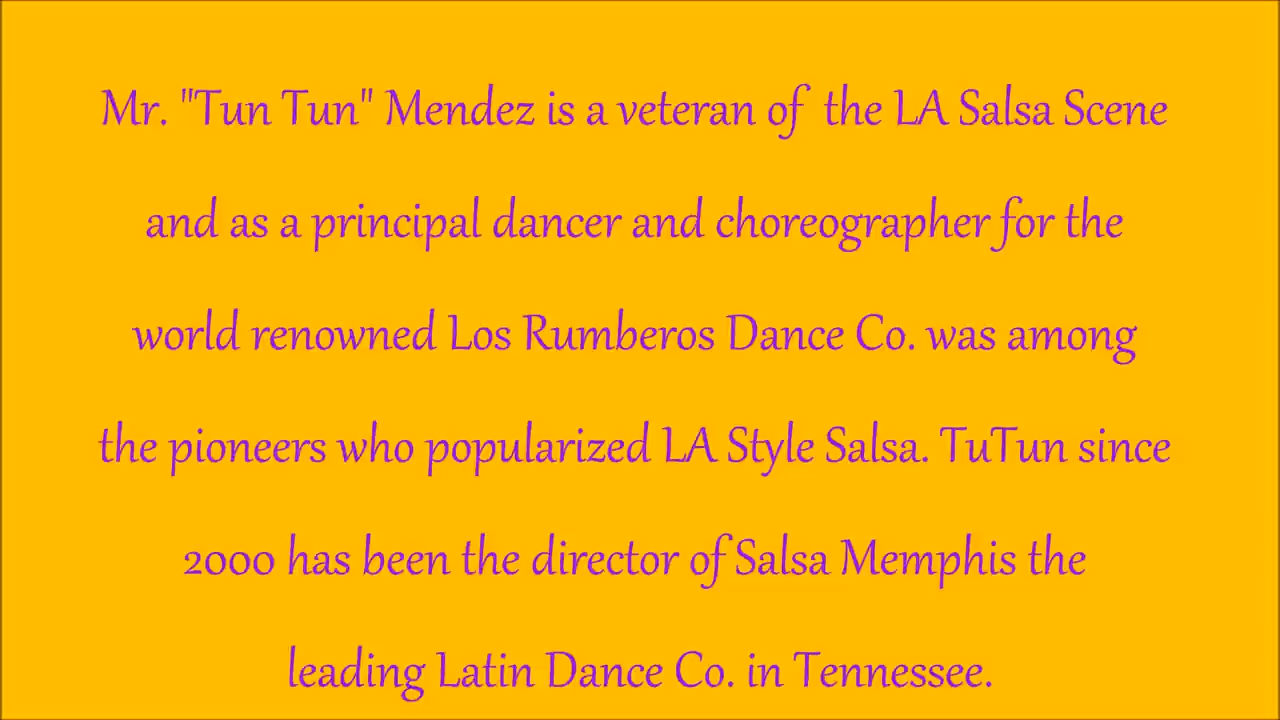 Mr. "Tun Tun" Mendez is a veteran of the LA Salsa Scene
and as a principal dancer and choreographer for the
world renowned Los Rumberos Dance Co. was among
the pioneers who popularized LA Style Salsa. TuTun since
2000 has been the director of Salsa Memphis the
leading Latin Dance Co. in Tennessee.